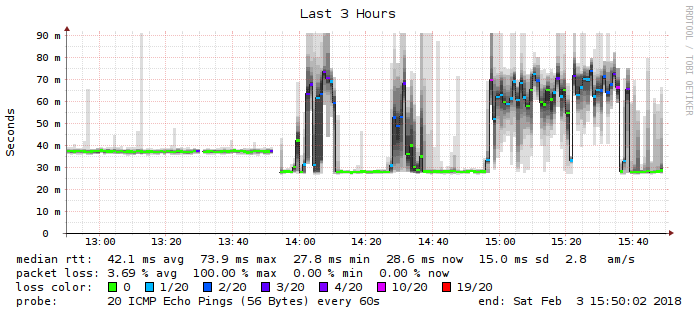 Last 3 Hours
RRDTOOL / TOBI OETIKER
Seconds
90 m
80 m
70 m
60 m
50 m
40 m
30 m
20 m
10 m
0
13:00 13:20 13:40 14:00 14:20 14:40 15:00 15:20 15:40
median rtt: 42.1 ms avg 73.9 ms max 27.8 ms min 28.6 ms now 15.0 ms sd 2.8 am/s
packet loss: 3.69 % avg 100.00 % max 0.00 % min 0.00 % now
loss color: 0 1/20 2/20 3/20 4/20 10/20 19/20
probe: 20 ICMP Echo Pings (56 Bytes) every 60s end: Sat Feb 3 15:50:02 2018